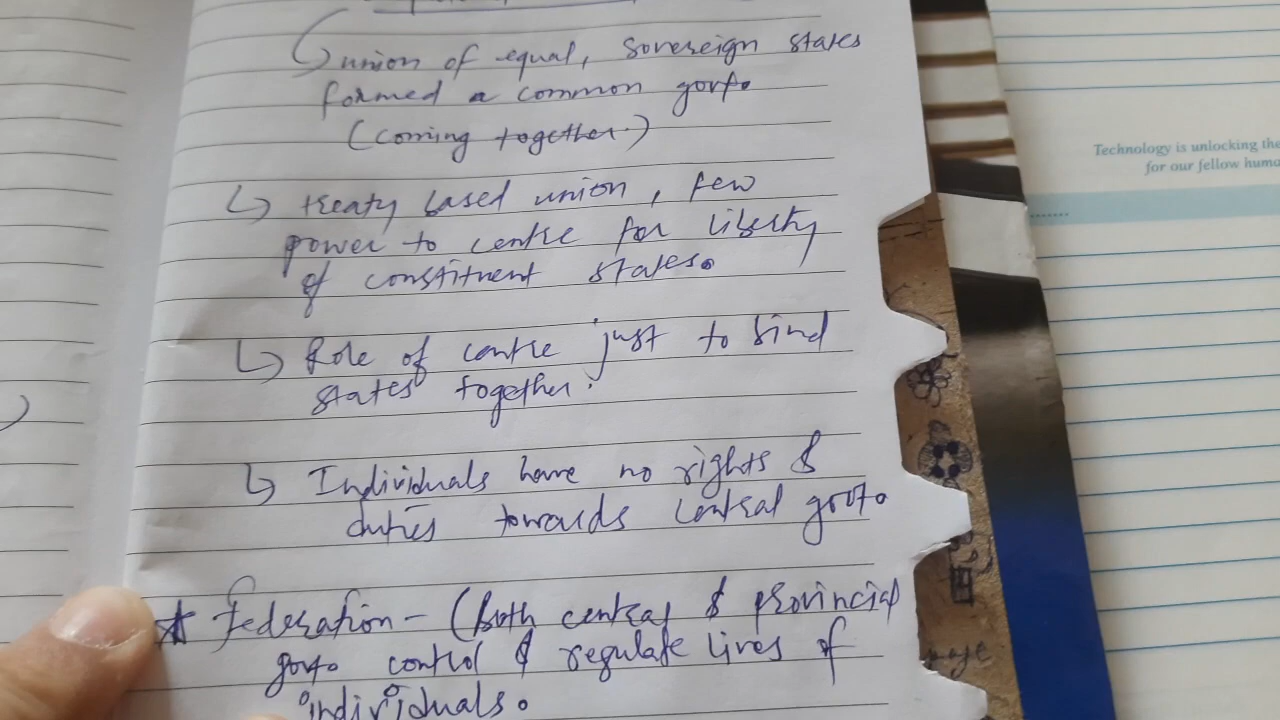 union of equal, sovereign states
formed a common govt.
(coming together.)
treaty based union, few
power to centre for liberty
of constituent states.
Role of centre just to bind
states together.
Individuals have no rights &
duties towards central govt.
* Federation - (both central & provincial
govt. control & regulate lives of
individuals.
Technology is unlocking the
for our fellow huma